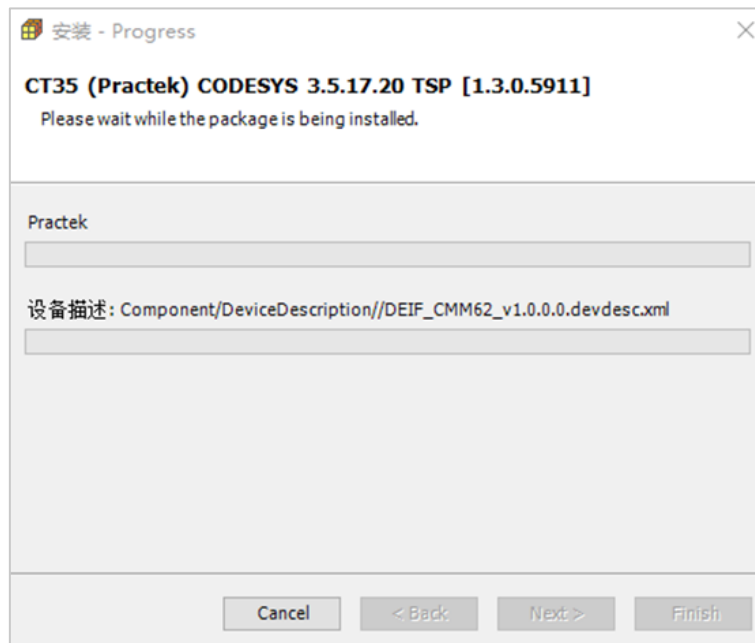 安装 - Progress
CT35 (Practek) CODESYS 3.5.17.20 TSP [1.3.0.5911]
Please wait while the package is being installed.
Practek
设备描述: Component/DeviceDescription//DEIF_CMM62_v1.0.0.0.devdesc.xml
Cancel
< Back
Next >
Finish